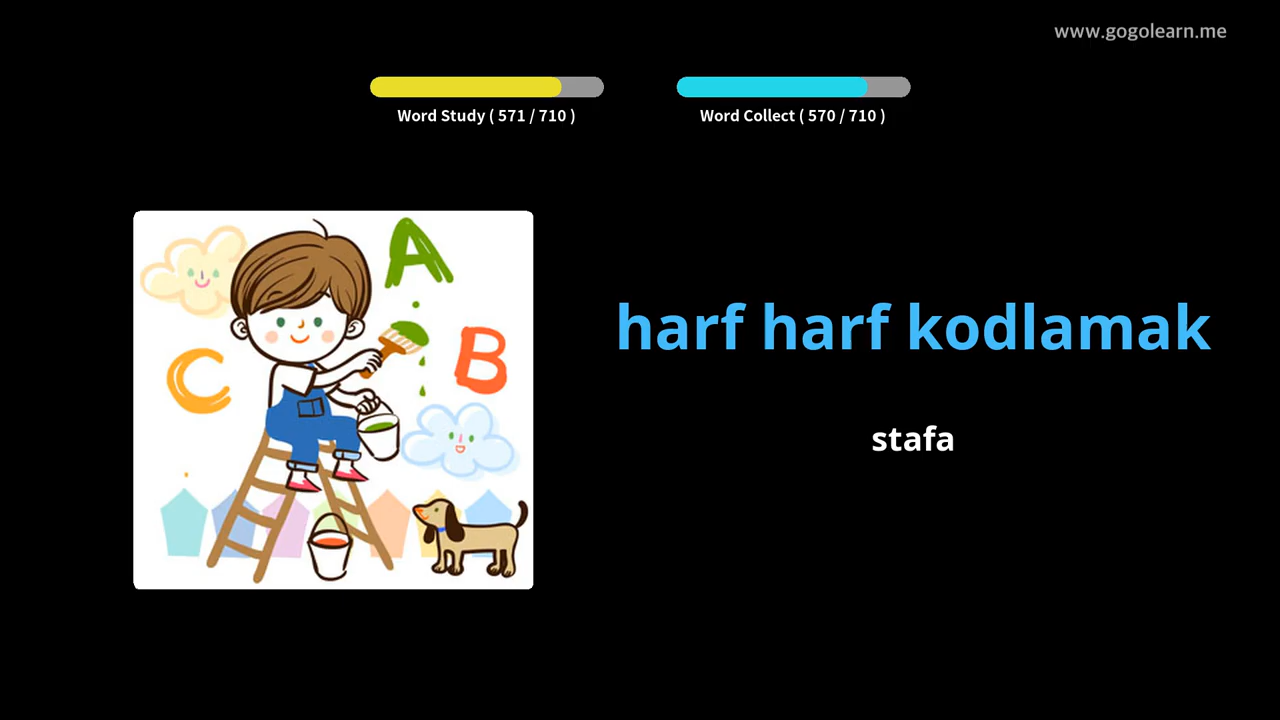 www.gogolearn.me
Word Study ( 571 / 710 )
Word Collect ( 570 / 710 )
A
B
C
harf harf kodlamak
stafa